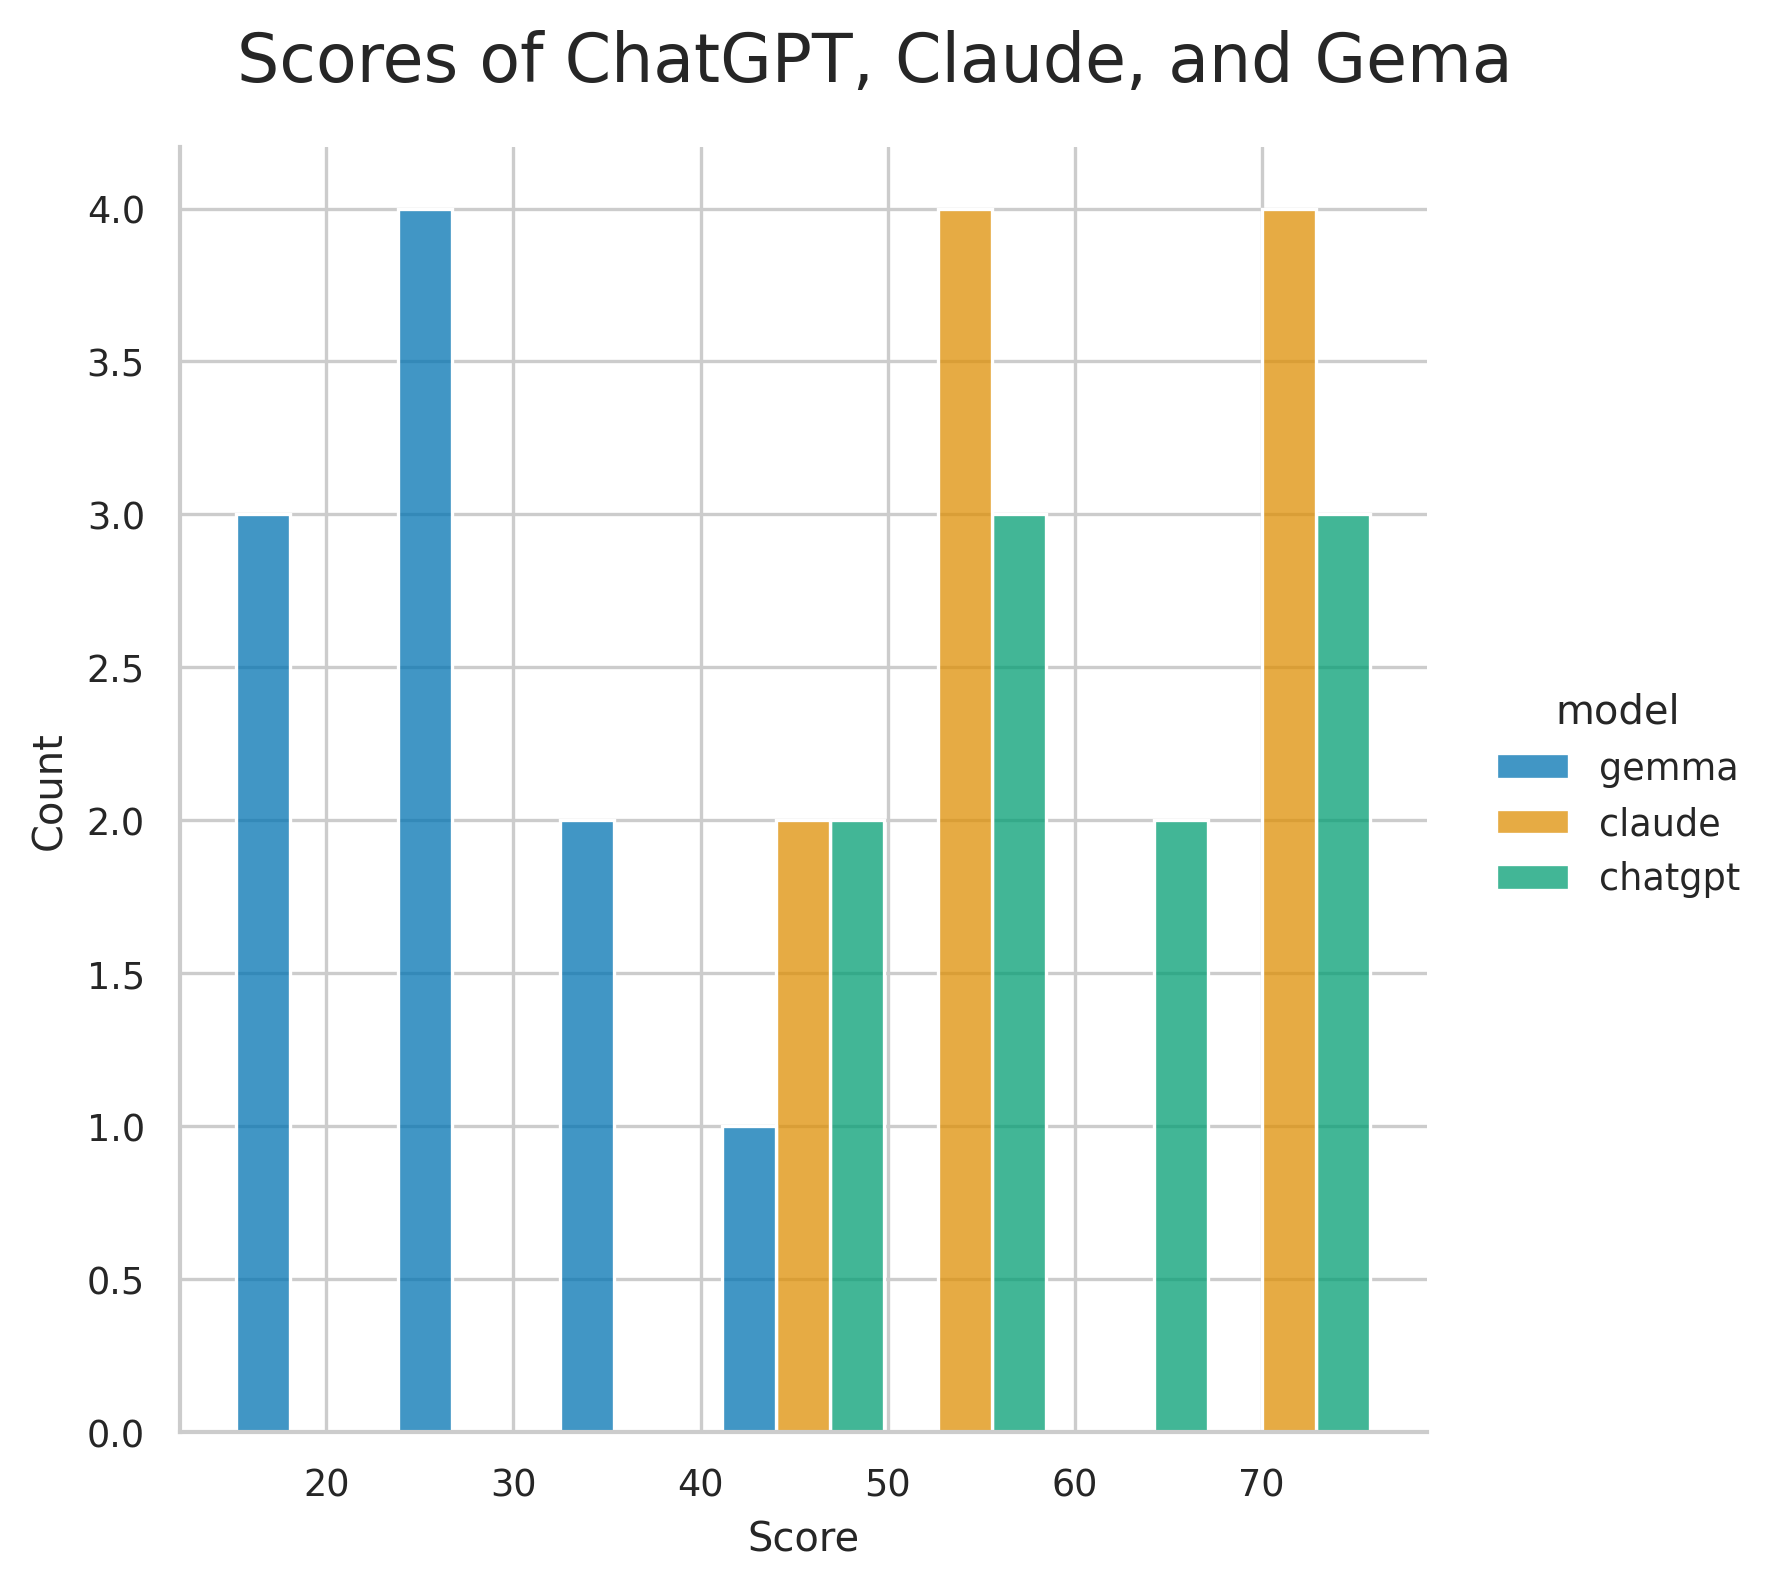 Scores of ChatGPT, Claude, and Gema
4.0
3.5
3.0
2.5
2.0
1.5
1.0
0.5
0.0
Count
20 30 40 50 60 70
Score
model
gemma
claude
chatgpt